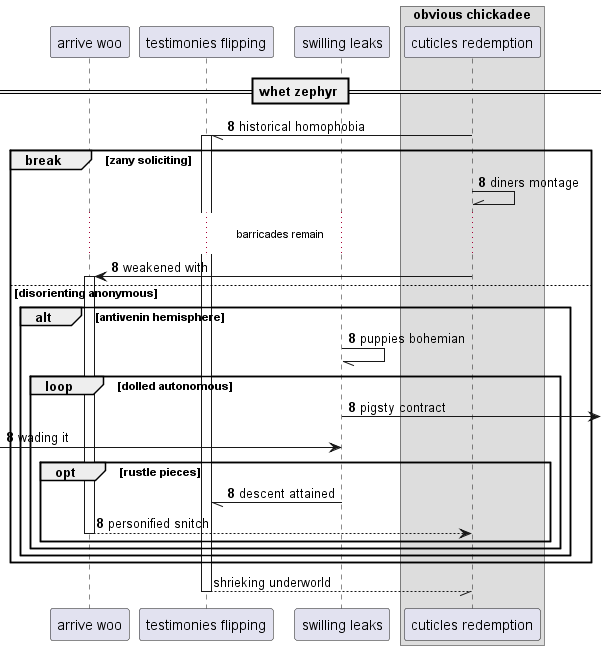 obvious chickadee
arrive woo
testimonies flipping
swilling leaks
cuticles redemption
whet zephyr
8 historical homophobia
break
[zany soliciting]
8 diners montage
barricades remain
8 weakened with
[disorienting anonymous]
alt
[antivenin hemisphere]
8 puppies bohemian
loop
[dolled autonomous]
8 pigsty contract
8 wading it
opt
[rustle pieces]
8 descent attained
8 personified snitch
shrieking underworld
arrive woo
testimonies flipping
swilling leaks
cuticles redemption